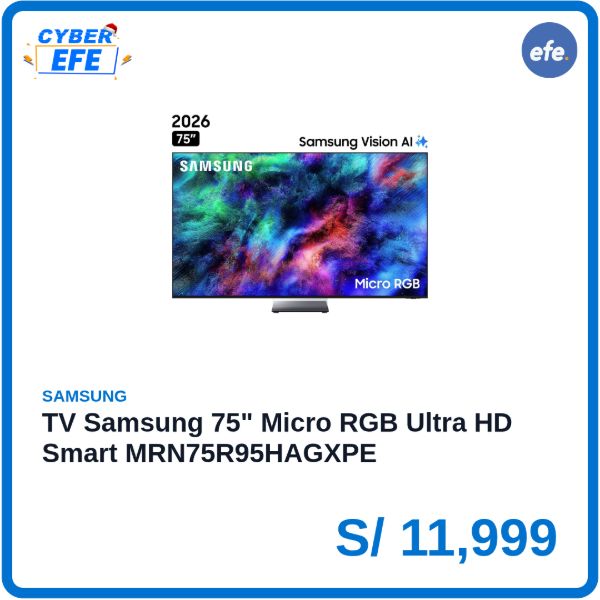 CYBER
EFE
efe.
2026
75"
Samsung Vision AI
SAMSUNG
Micro RGB
SAMSUNG
TV Samsung 75" Micro RGB Ultra HD
Smart MRN75R95HAGXPE
S/ 11,999